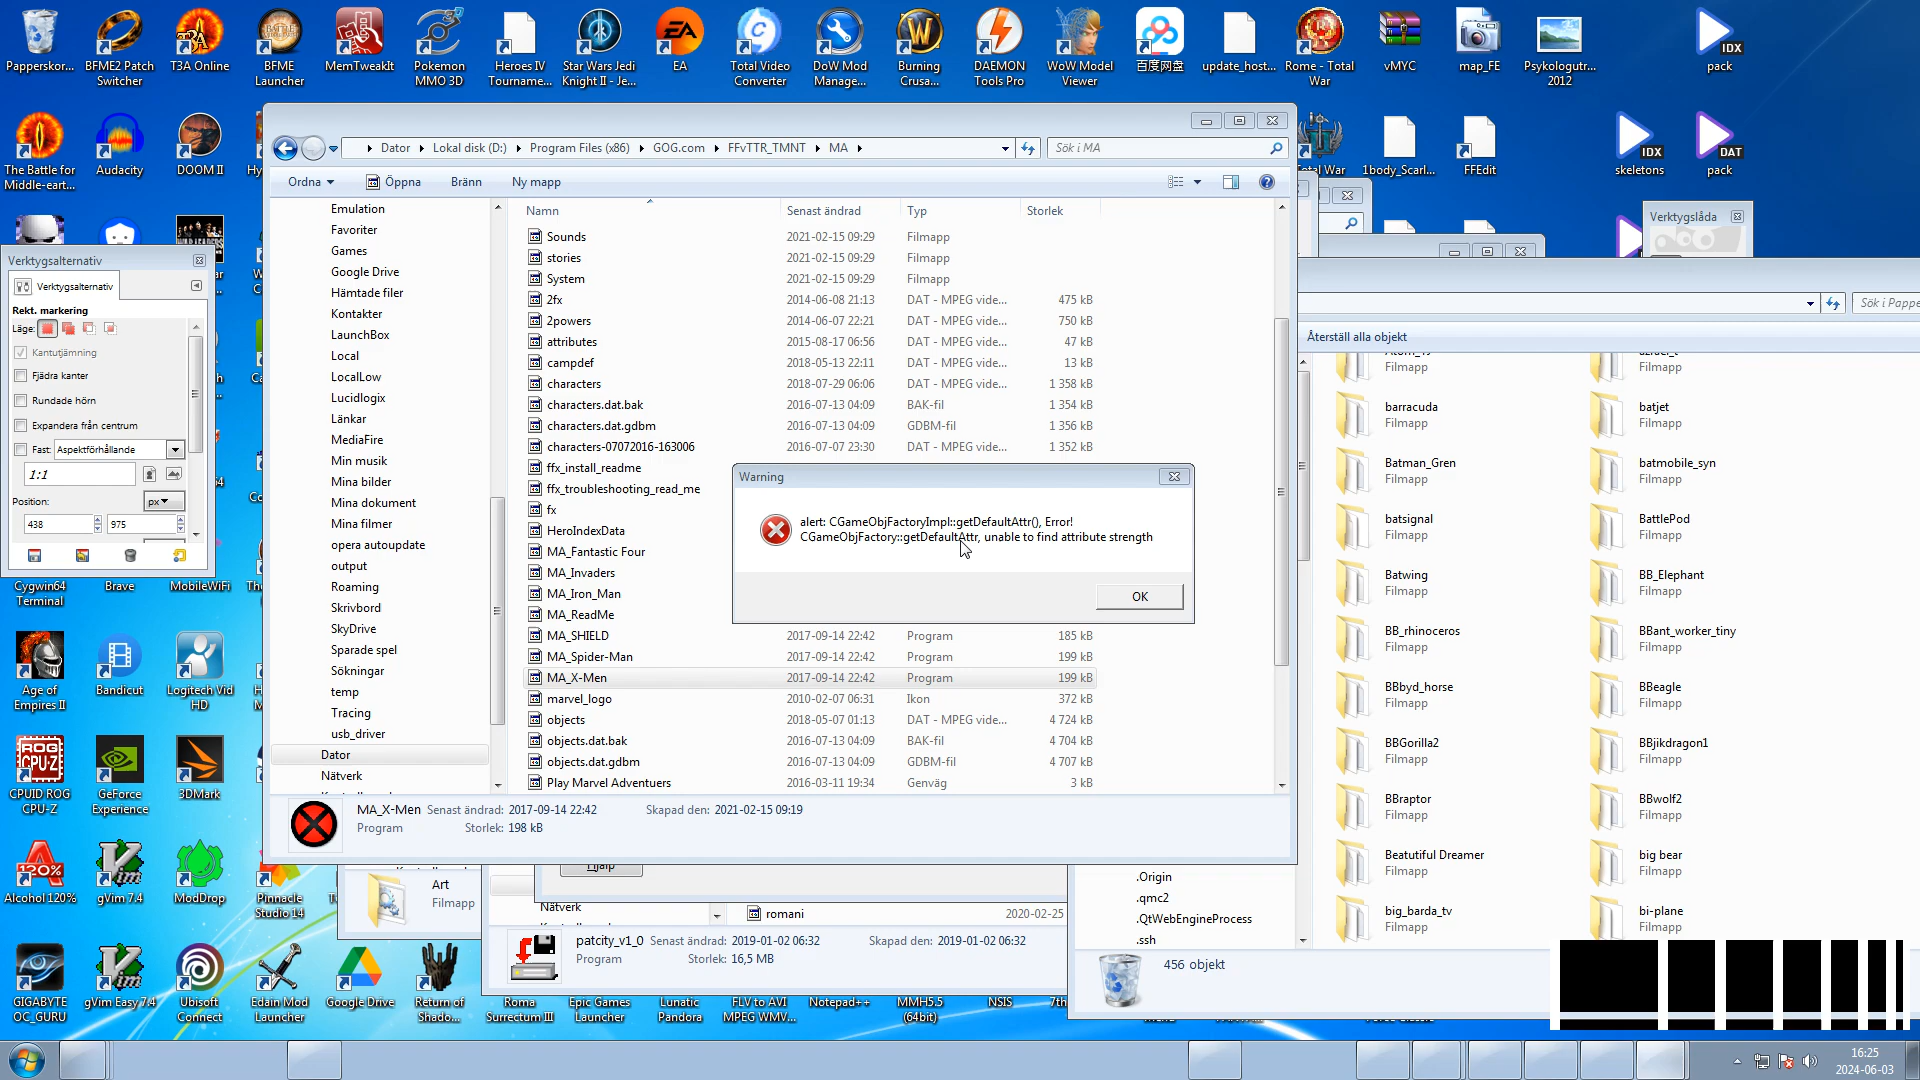 Papperskor...
BFME2 Patch Switcher
T3A Online
BFME Launcher
MemTweakIt
Pokemon MMO 3D
Heroes IV Tourname...
Star Wars Jedi Knight II - Je...
EA
Total Video Converter
DoW Mod Manage...
Burning Crusa...
DAEMON Tools Pro
WoW Model Viewer
百度网盘
update_host...
Rome - Total War
vMYC
map_FE
Psykologutr... 2012
IDX
pack
The Battle for Middle-eart...
Audacity
DOOM II
1body_Scarl...
FFEdit
IDX
skeletons
DAT
pack
Dator
Lokal disk (D:)
Program Files (x86)
GOG.com
FFvTTR_TMNT
MA
Sök i MA
Ordna
Öppna
Bränn
Ny mapp
Namn
Senast ändrad
Typ
Storlek
Emulation
Favoriter
Games
Google Drive
Hämtade filer
Kontakter
LaunchBox
Local
LocalLow
Lucidlogix
Länkar
MediaFire
Min musik
Mina bilder
Mina dokument
Mina filmer
opera autoupdate
output
Roaming
Skrivbord
SkyDrive
Sparade spel
Sökningar
temp
Tracing
usb_driver
Dator
Nätverk
Sounds 2021-02-15 09:29 Filmapp
stories 2021-02-15 09:29 Filmapp
System 2021-02-15 09:29 Filmapp
2fx 2014-06-08 21:13 DAT - MPEG vide... 475 kB
2powers 2014-06-07 22:21 DAT - MPEG vide... 750 kB
attributes 2015-08-17 06:56 DAT - MPEG vide... 47 kB
campdef 2018-05-13 22:11 DAT - MPEG vide... 13 kB
characters 2018-07-29 06:06 DAT - MPEG vide... 1 358 kB
characters.dat.bak 2016-07-13 04:09 BAK-fil 1 354 kB
characters.dat.gdbm 2016-07-13 04:09 GDBM-fil 1 356 kB
characters-07072016-163006 2016-07-07 23:30 DAT - MPEG vide... 1 352 kB
ffx_install_readme
ffx_troubleshooting_read_me
fx
HeroIndexData
MA_Fantastic Four
MA_Invaders
MA_Iron_Man
MA_ReadMe
MA_SHIELD 2017-09-14 22:42 Program 185 kB
MA_Spider-Man 2017-09-14 22:42 Program 199 kB
MA_X-Men 2017-09-14 22:42 Program 199 kB
marvel_logo 2010-02-07 06:31 Ikon 372 kB
objects 2018-05-07 01:13 DAT - MPEG vide... 4 724 kB
objects.dat.bak 2016-07-13 04:09 BAK-fil 4 704 kB
objects.dat.gdbm 2016-07-13 04:09 GDBM-fil 4 707 kB
Play Marvel Adventuers 2016-03-11 19:34 Genväg 3 kB
MA_X-Men Senast ändrad: 2017-09-14 22:42 Skapad den: 2021-02-15 09:19
Program Storlek: 198 kB
Warning
alert: CGameObjFactoryImpl::getDefaultAttr(), Error!
CGameObjFactory::getDefaultAttr, unable to find attribute strength
OK
Verktygsalternativ
Verktygsalternativ
Rekt. markering
Läge:
Kantutjämning
Fjädra kanter
Rundade hörn
Expandera från centrum
Fast: Aspektförhållande
1:1
Position: px
438 975
Verktygslåda
Sök i Pappe
Återställ alla objekt
Filmapp
Filmapp
barracuda
Filmapp
batjet
Filmapp
Batman_Gren
Filmapp
batmobile_syn
Filmapp
batsignal
Filmapp
BattlePod
Filmapp
Batwing
Filmapp
BB_Elephant
Filmapp
BB_rhinoceros
Filmapp
BBant_worker_tiny
Filmapp
BBbyd_horse
Filmapp
BBeagle
Filmapp
BBGorilla2
Filmapp
BBjikdragon1
Filmapp
BBraptor
Filmapp
BBwolf2
Filmapp
Beatutiful Dreamer
Filmapp
big bear
Filmapp
big_barda_tv
Filmapp
bi-plane
Filmapp
.Origin
.qmc2
.QtWebEngineProcess
.ssh
456 objekt
Art
Filmapp
Hjälp
Nätverk
romani 2020-02-25
patcity_v1_0 Senast ändrad: 2019-01-02 06:32 Skapad den: 2019-01-02 06:32
Program Storlek: 16,5 MB
Cygwin64 Terminal
Brave
MobileWiFi
Age of Empires II
Bandicut
Logitech Vid HD
CPUID ROG CPU-Z
GeForce Experience
3DMark
Alcohol 120%
gVim 7.4
ModDrop
Pinnacle Studio 14
GIGABYTE OC_GURU
gVim Easy 7.4
Ubisoft Connect
Edain Mod Launcher
Google Drive
Return of Shado...
Roma Surrectum III
Epic Games Launcher
Lunatic Pandora
FLV to AVI MPEG WMV...
Notepad++
MMH5.5 (64bit)
NSIS
16:25
2024-06-03